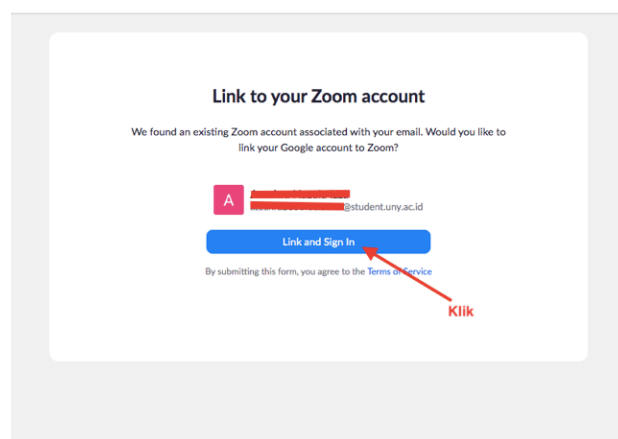 Link to your Zoom account
We found an existing Zoom account associated with your email. Would you like to
link your Google account to Zoom?
A
@student.uny.ac.id
Link and Sign In
By submitting this form, you agree to the Terms of Service
Klik